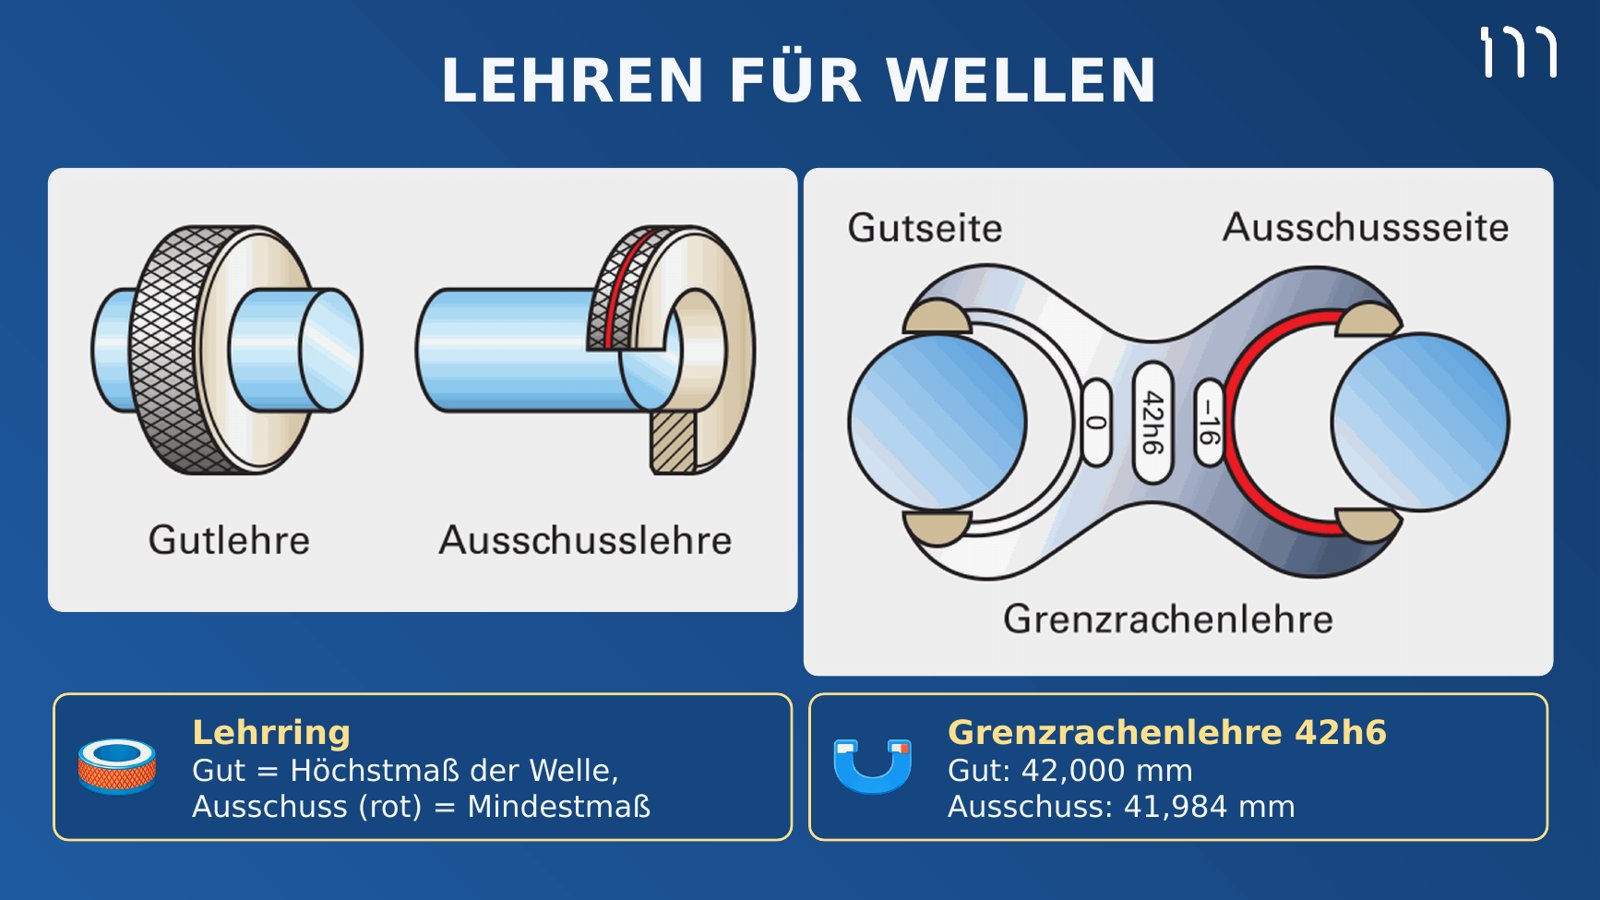 LEHREN FÜR WELLEN
m
Gutlehre
Ausschusslehre
Gutseite
Ausschussseite
0
42h6
–16
Grenzrachenlehre
Lehrring
Gut = Höchstmaß der Welle,
Ausschuss (rot) = Mindestmaß
Grenzrachenlehre 42h6
Gut: 42,000 mm
Ausschuss: 41,984 mm